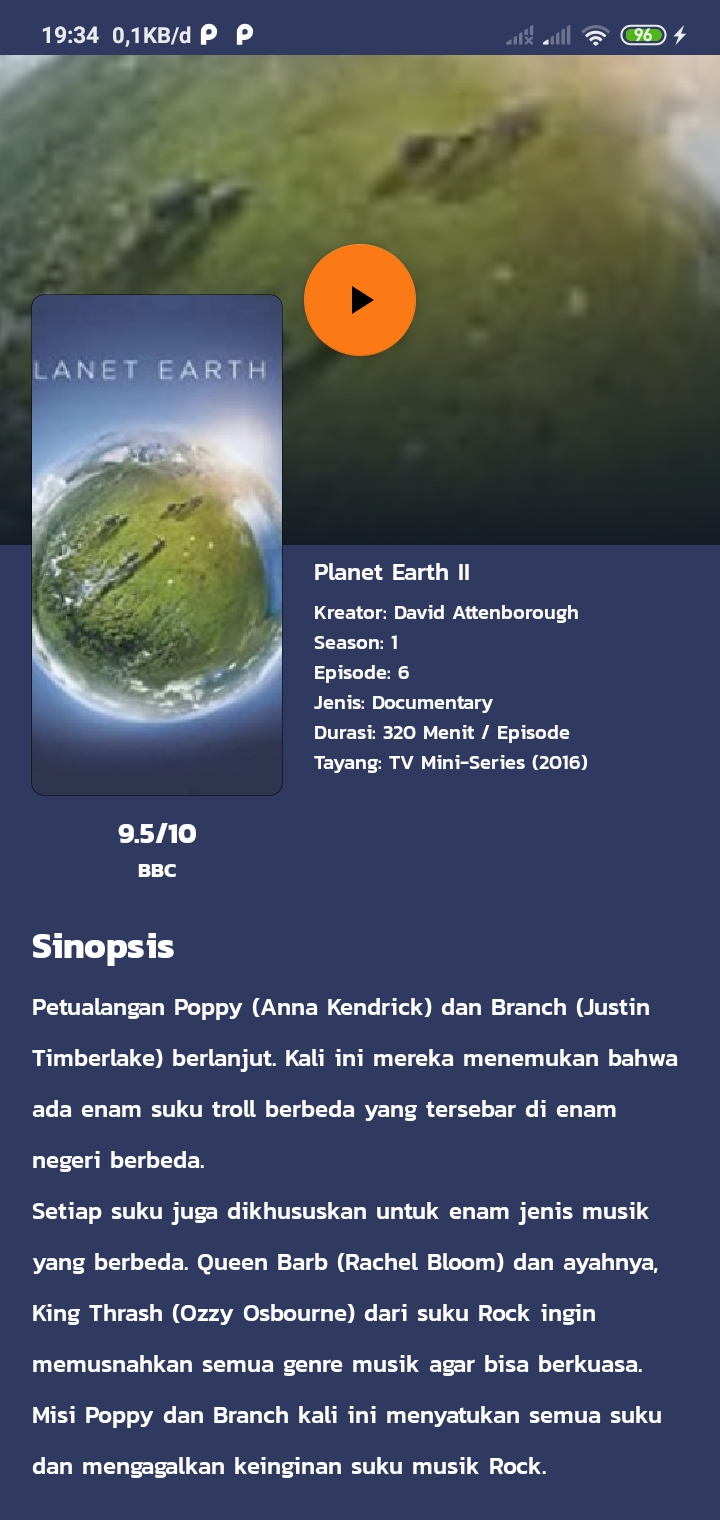 19:34 0,1KB/d
96
LANET EARTH
Planet Earth II
Kreator: David Attenborough
Season: 1
Episode: 6
Jenis: Documentary
Durasi: 320 Menit / Episode
Tayang: TV Mini-Series (2016)
9.5/10
BBC
Sinopsis
Petualangan Poppy (Anna Kendrick) dan Branch (Justin
Timberlake) berlanjut. Kali ini mereka menemukan bahwa
ada enam suku troll berbeda yang tersebar di enam
negeri berbeda.
Setiap suku juga dikhususkan untuk enam jenis musik
yang berbeda. Queen Barb (Rachel Bloom) dan ayahnya,
King Thrash (Ozzy Osbourne) dari suku Rock ingin
memusnahkan semua genre musik agar bisa berkuasa.
Misi Poppy dan Branch kali ini menyatukan semua suku
dan mengagalkan keinginan suku musik Rock.